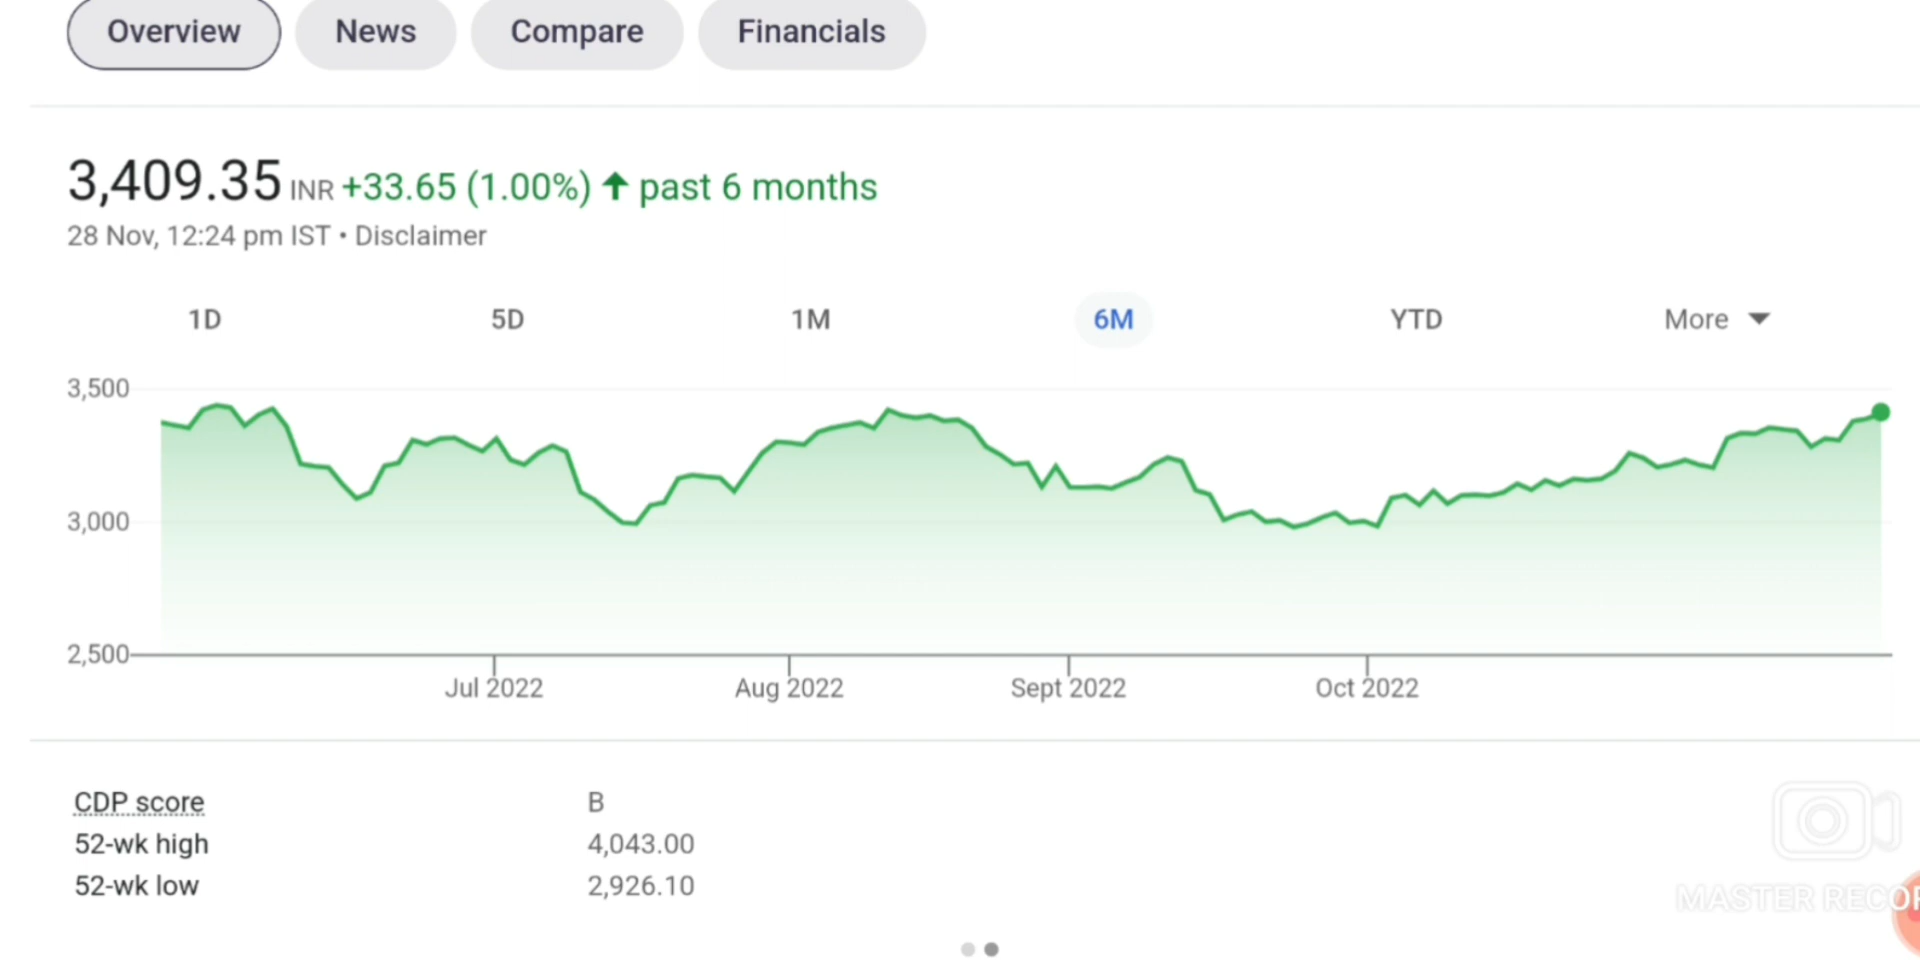 Overview News Compare Financials
3,409.35 INR +33.65 (1.00%) ↑ past 6 months
28 Nov, 12:24 pm IST • Disclaimer
1D 5D 1M 6M YTD More
3,500
3,000
2,500
Jul 2022 Aug 2022 Sept 2022 Oct 2022
CDP score B
52-wk high 4,043.00
52-wk low 2,926.10
MASTER